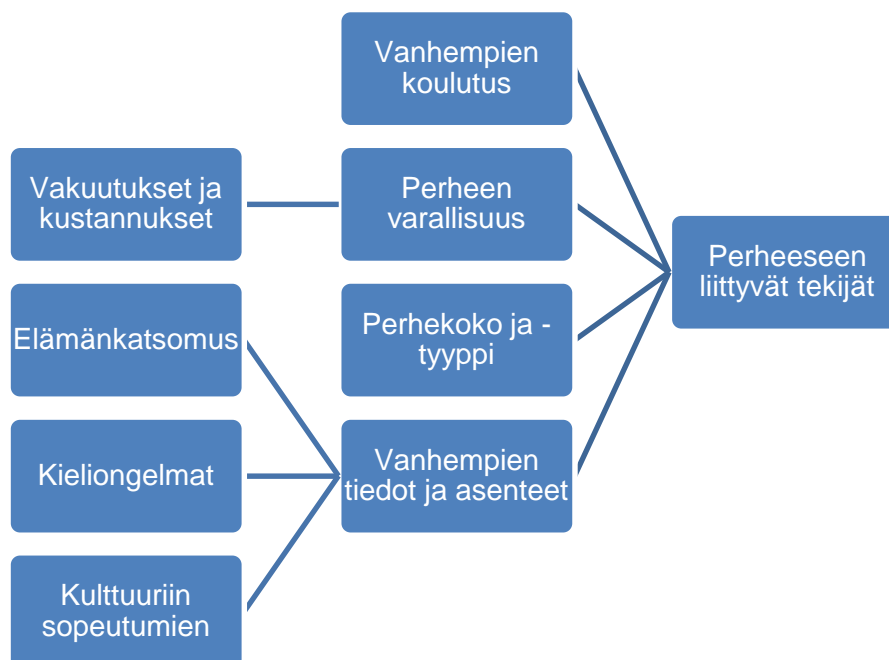 Vanhempien
koulutus
Vakuutukset ja
kustannukset
Perheen
varallisuus
Perheeseen
liittyvät tekijät
Elämänkatsomus
Perhekoko ja -
tyyppi
Kieliongelmat
Vanhempien
tiedot ja asenteet
Kulttuuriin
sopeutumien